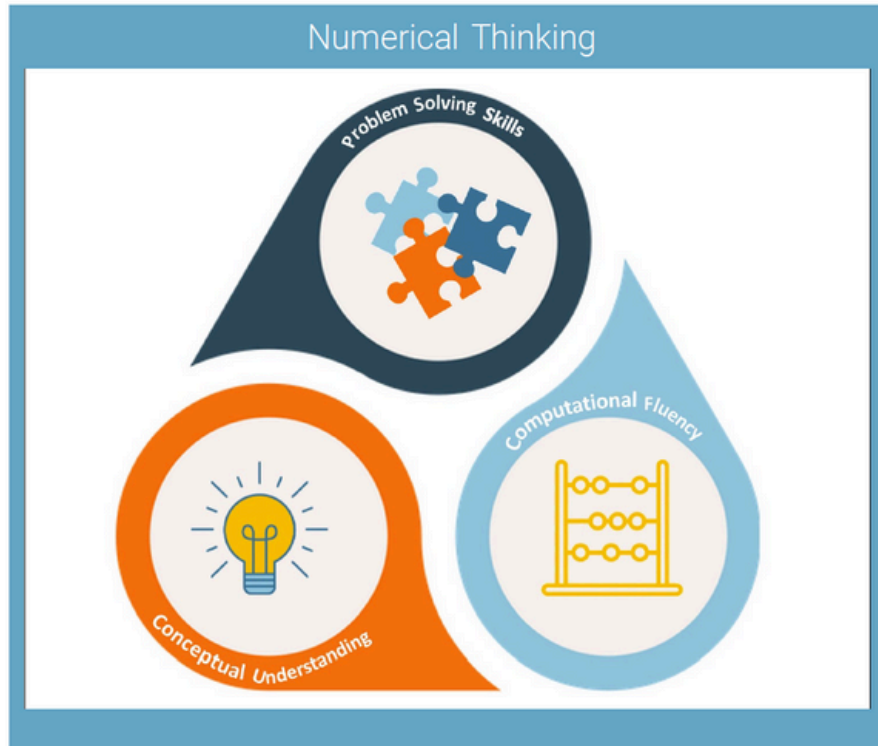 Numerical Thinking
Problem Solving Skills
Computational Fluency
Conceptual Understanding